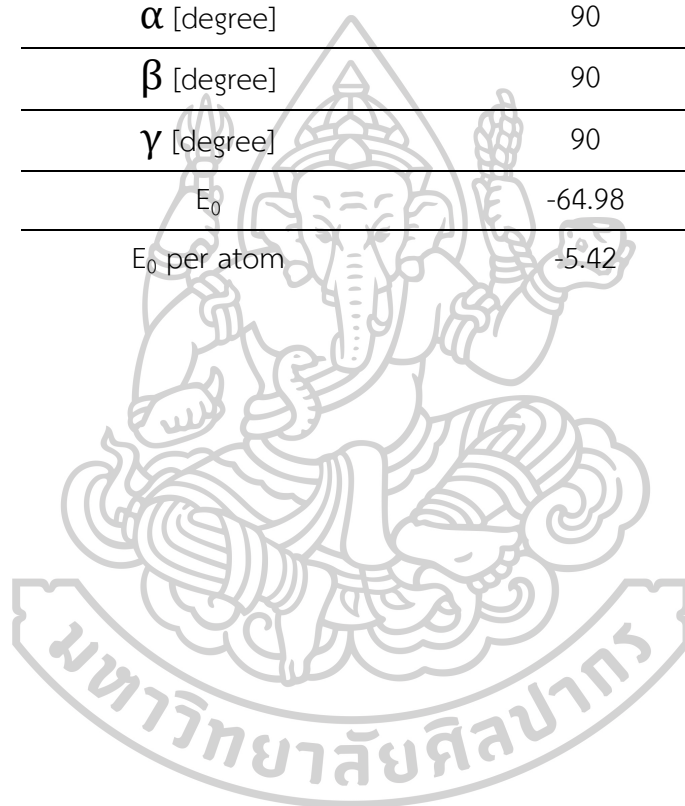 α [degree] 90
β [degree] 90
γ [degree] 90
E₀ -64.98
E₀ per atom -5.42
มหาวิทยาลัยศิลปากร